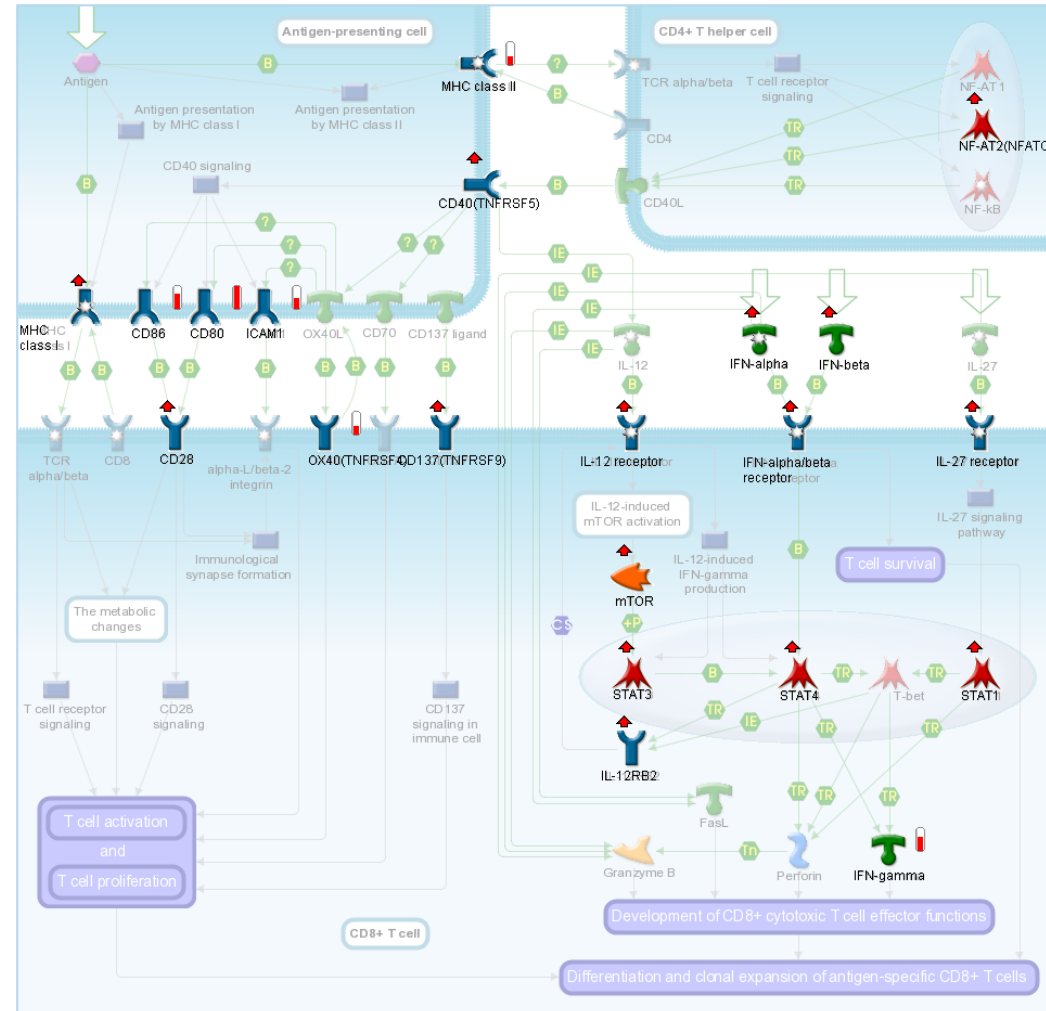 Antigen-presenting cell
CD4+ T helper cell
B
?
Antigen
MHC class II
TCR alpha/beta
T cell receptor
signaling
NF-AT1
Antigen presentation
by MHC class I
Antigen presentation
by MHC class II
B
CD4
TR
NF-AT2(NFATC
TR
CD40 signaling
B
B
TR
CD40(TNFRSF5)
CD40L
NF-kB
?
?
?
?
?
IE
IE
IE
IE
IE
MHC
class I
CD86
CD80
ICAM1
OX40L
CD70
CD137 ligand
IL-12
IFN-alpha
IFN-beta
IL-27
B
B
B
B
B
B
B
B
B
B
B
B
B
TCR
alpha/beta
CD8
CD28
alpha-L/beta-2
integrin
OX40(TNFRSF4)
CD137(TNFRSF9)
IL-12 receptor
IFN-alpha/beta
receptor
IL-27 receptor
IL-12-induced
mTOR activation
IL-27 signaling
pathway
Immunological
synapse formation
B
IL-12-induced
IFN-gamma
production
T cell survival
mTOR
The metabolic
changes
CS
+P
STAT3
B
STAT4
TR
T-bet
TR
STAT1
T cell receptor
signaling
CD28
signaling
CD137
signaling in
immune cell
TR
IE
TR
TR
IL-12RB2
TR
TR
TR
FasL
T cell activation
and
T cell proliferation
Granzyme B
Tn
Perforin
IFN-gamma
Development of CD8+ cytotoxic T cell effector functions
CD8+ T cell
Differentiation and clonal expansion of antigen-specific CD8+ T cells